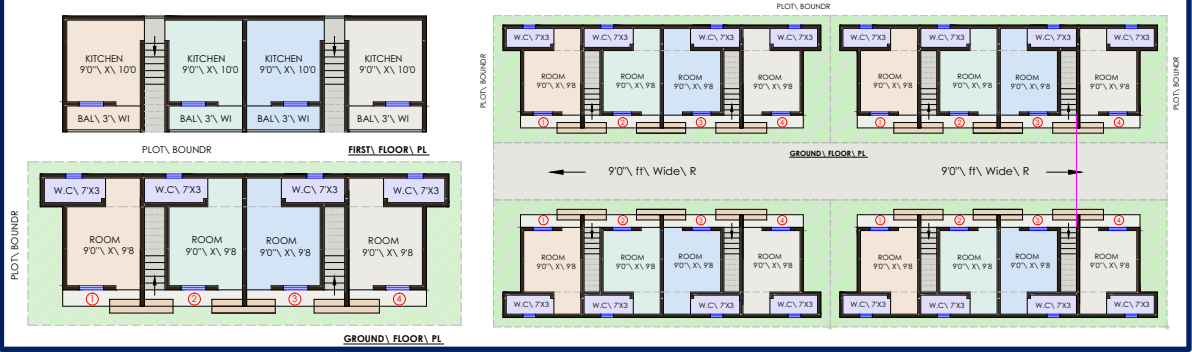 KITCHEN
9'0"\ X\ 10'0
KITCHEN
9'0"\ X\ 10'0
KITCHEN
9'0"\ X\ 10'0
KITCHEN
9'0"\ X\ 10'0
BAL\ 3'\ WI
BAL\ 3'\ WI
BAL\ 3'\ WI
BAL\ 3'\ WI
PLOT\ BOUNDR
FIRST\ FLOOR\ PL
PLOT\ BOUNDR
W.C\ 7'X3
W.C\ 7'X3
W.C\ 7'X3
W.C\ 7'X3
ROOM
9'0"\ X\ 9'8
ROOM
9'0"\ X\ 9'8
ROOM
9'0"\ X\ 9'8
ROOM
9'0"\ X\ 9'8
1
2
3
4
GROUND\ FLOOR\ PL
PLOT\ BOUNDR
PLOT\ BOUNDR
PLOT\ BOUNDR
W.C\ 7'X3
W.C\ 7'X3
W.C\ 7'X3
W.C\ 7'X3
W.C\ 7'X3
W.C\ 7'X3
W.C\ 7'X3
W.C\ 7'X3
ROOM
9'0"\ X\ 9'8
ROOM
9'0"\ X\ 9'8
ROOM
9'0"\ X\ 9'8
ROOM
9'0"\ X\ 9'8
ROOM
9'0"\ X\ 9'8
ROOM
9'0"\ X\ 9'8
ROOM
9'0"\ X\ 9'8
ROOM
9'0"\ X\ 9'8
1
2
3
4
1
2
3
4
GROUND\ FLOOR\ PL
9'0"\ ft\ Wide\ R
9'0"\ ft\ Wide\ R
1
2
3
4
1
2
3
4
ROOM
9'0"\ X\ 9'8
ROOM
9'0"\ X\ 9'8
ROOM
9'0"\ X\ 9'8
ROOM
9'0"\ X\ 9'8
ROOM
9'0"\ X\ 9'8
ROOM
9'0"\ X\ 9'8
ROOM
9'0"\ X\ 9'8
ROOM
9'0"\ X\ 9'8
W.C\ 7'X3
W.C\ 7'X3
W.C\ 7'X3
W.C\ 7'X3
W.C\ 7'X3
W.C\ 7'X3
W.C\ 7'X3
W.C\ 7'X3